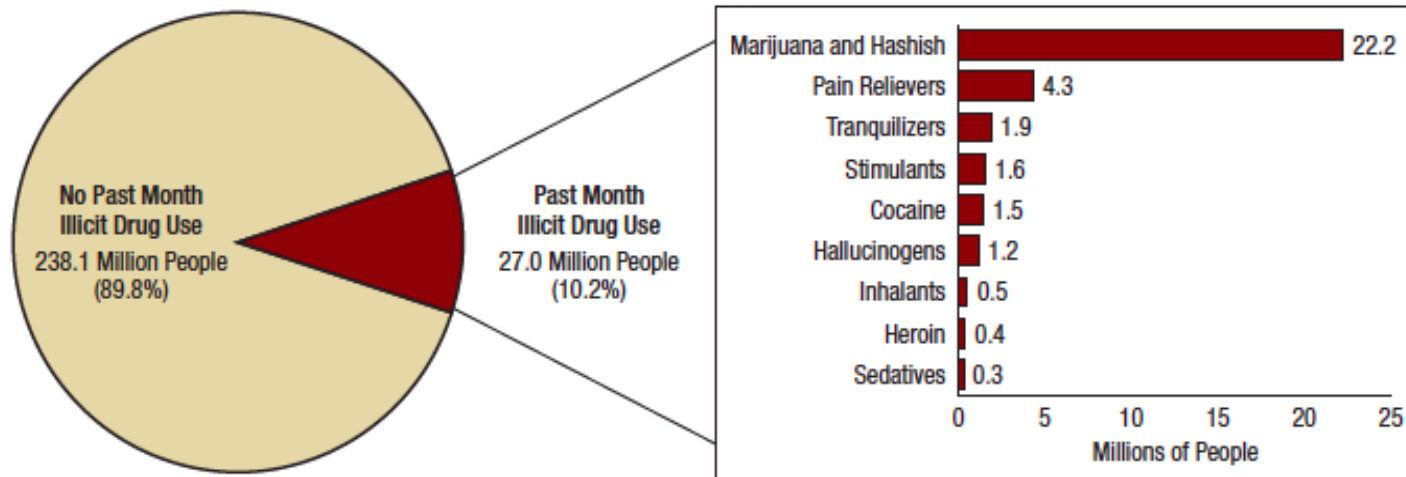 No Past Month
Illicit Drug Use
238.1 Million People
(89.8%)
Past Month
Illicit Drug Use
27.0 Million People
(10.2%)
Marijuana and Hashish 22.2
Pain Relievers 4.3
Tranquilizers 1.9
Stimulants 1.6
Cocaine 1.5
Hallucinogens 1.2
Inhalants 0.5
Heroin 0.4
Sedatives 0.3
0 5 10 15 20 25
Millions of People